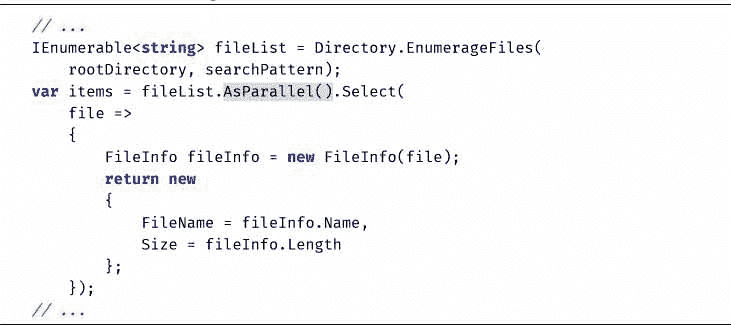 // ...
IEnumerable<string> fileList = Directory.EnumerageFiles(
    rootDirectory, searchPattern);
var items = fileList.AsParallel().Select(
    file =>
    {
        FileInfo fileInfo = new FileInfo(file);
        return new
        {
            FileName = fileInfo.Name,
            Size = fileInfo.Length
        };
    });
// ...